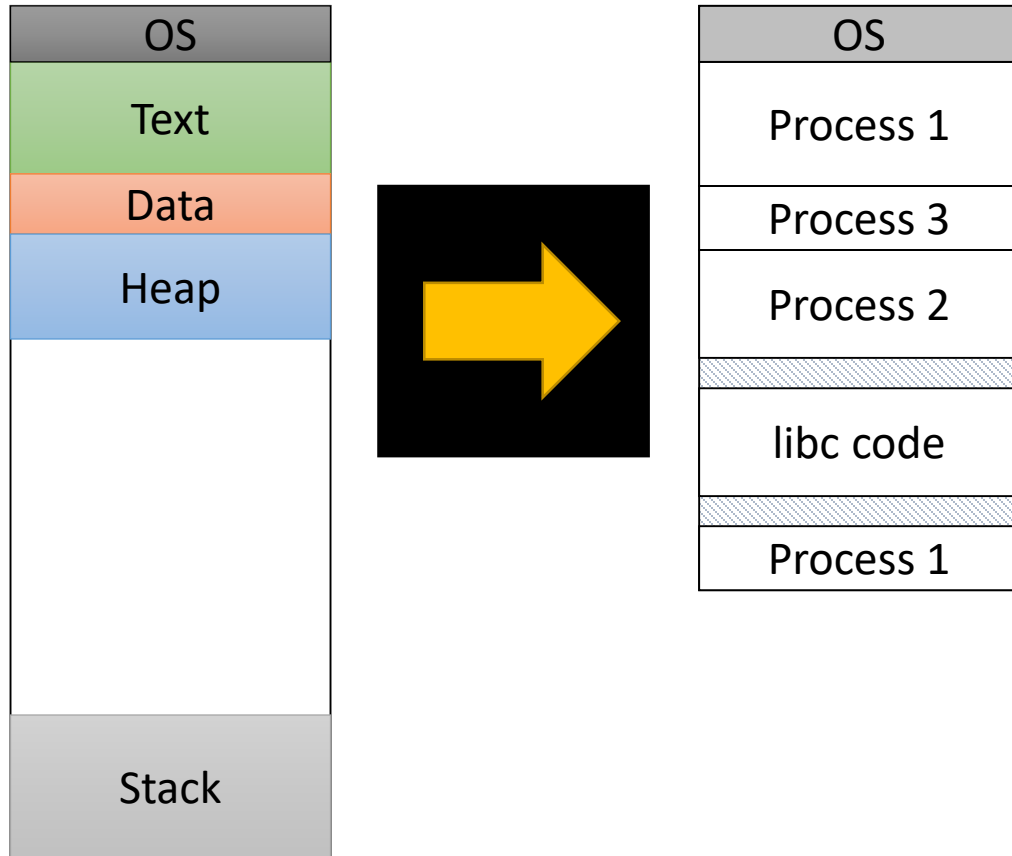 OS
Text
Data
Heap
Stack
OS
Process 1
Process 3
Process 2
libc code
Process 1